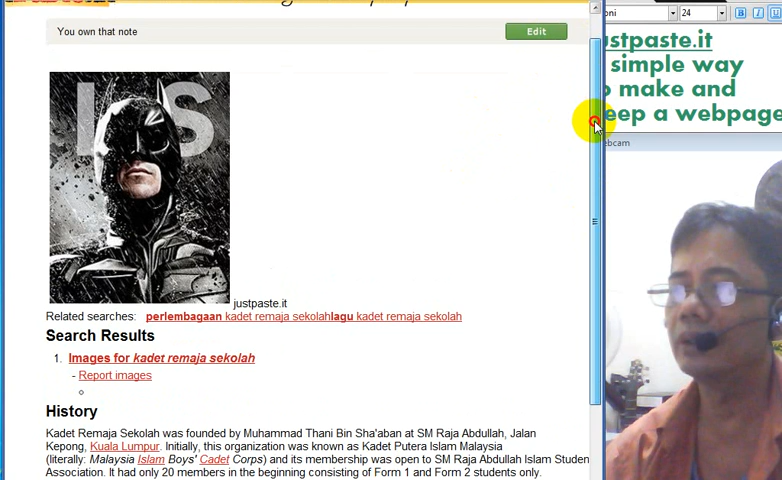 You own that note
Edit
I S
justpaste.it
Related searches: perlembagaan kadet remaja sekolahlagu kadet remaja sekolah
Search Results
1. Images for kadet remaja sekolah
- Report images
History
Kadet Remaja Sekolah was founded by Muhammad Thani Bin Sha'aban at SM Raja Abdullah, Jalan
Kepong, Kuala Lumpur. Initially, this organization was known as Kadet Putera Islam Malaysia
(literally: Malaysia Islam Boys' Cadet Corps) and its membership was open to SM Raja Abdullah Islam Studen
Association. It had only 20 members in the beginning consisting of Form 1 and Form 2 students only.
oni
24
B I U
ustpaste.it
simple way
o make and
eep a webpage
ebcam